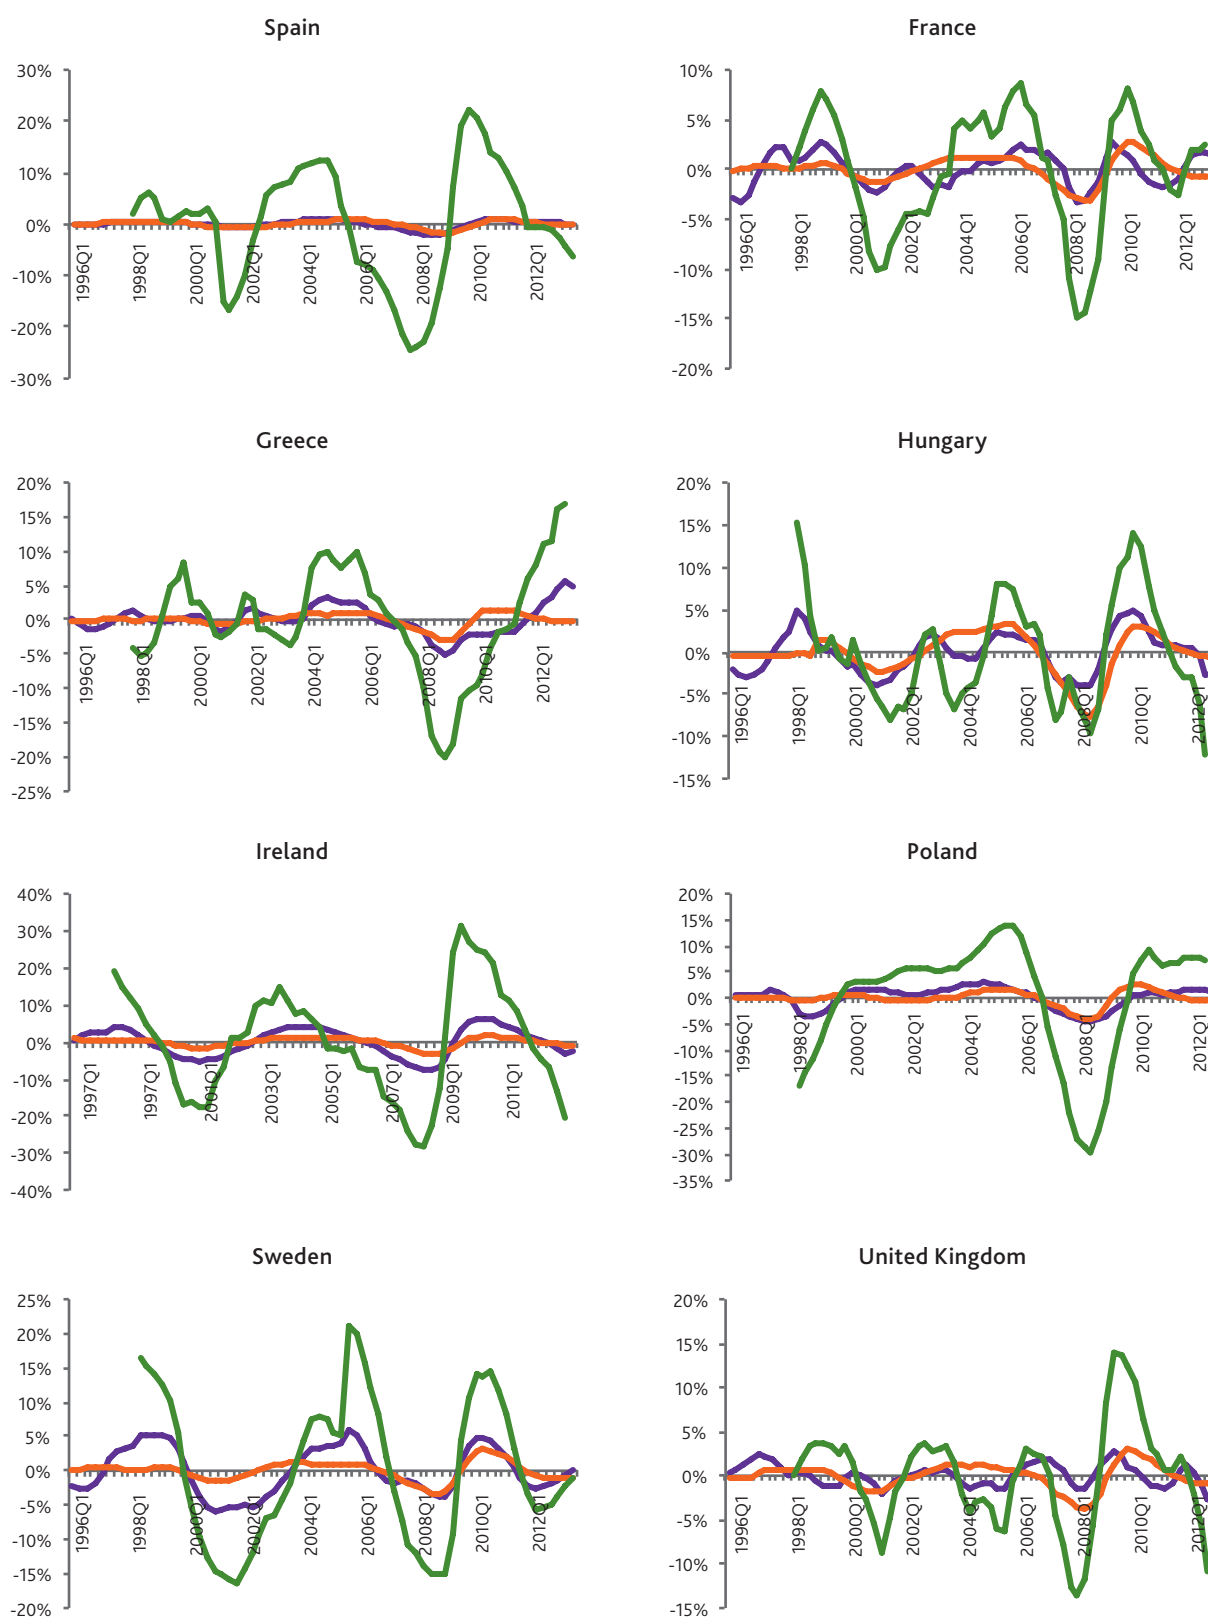 Spain
30%
20%
10%
0%
-10%
-20%
-30%
1996Q1
1998Q1
2000Q1
2002Q1
2004Q1
2006Q1
2008Q1
2010Q1
2012Q1
France
10%
5%
0%
-5%
-10%
-15%
-20%
1996Q1
1998Q1
2000Q1
2002Q1
2004Q1
2006Q1
2008Q1
2010Q1
2012Q1
Greece
20%
15%
10%
5%
0%
-5%
-10%
-15%
-20%
-25%
1996Q1
1998Q1
2000Q1
2002Q1
2004Q1
2006Q1
2008Q1
2010Q1
2012Q1
Hungary
20%
15%
10%
5%
0%
-5%
-10%
-15%
1996Q1
1998Q1
2000Q1
2002Q1
2004Q1
2006Q1
2008Q1
2010Q1
2012Q1
Ireland
40%
30%
20%
10%
0%
-10%
-20%
-30%
-40%
1997Q1
1997Q1
2001Q1
2003Q1
2005Q1
2007Q1
2009Q1
2011Q1
Poland
20%
15%
10%
5%
0%
-5%
-10%
-15%
-20%
-25%
-30%
-35%
1996Q1
1998Q1
2000Q1
2002Q1
2004Q1
2006Q1
2008Q1
2010Q1
2012Q1
Sweden
25%
20%
15%
10%
5%
0%
-5%
-10%
-15%
-20%
1996Q1
1998Q1
2000Q1
2002Q1
2004Q1
2006Q1
2008Q1
2010Q1
2012Q1
United Kingdom
20%
15%
10%
5%
0%
-5%
-10%
-15%
1996Q1
1998Q1
2000Q1
2002Q1
2004Q1
2006Q1
2008Q1
2010Q1
2012Q1